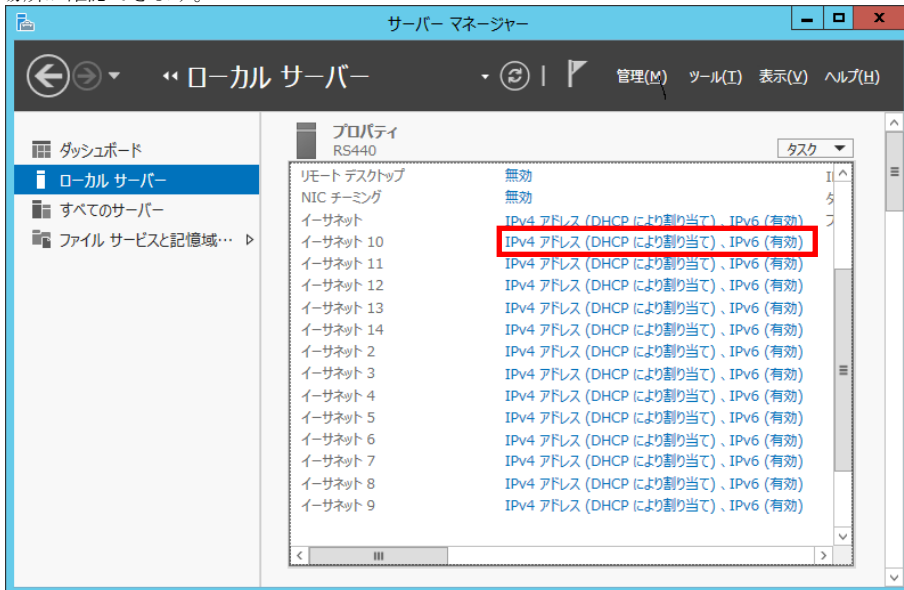 サーバー マネージャー
ローカル サーバー
管理(M) ツール(T) 表示(V) ヘルプ(H)
ダッシュボード
ローカル サーバー
すべてのサーバー
ファイル サービスと記憶域…
プロパティ
RS440
タスク
リモート デスクトップ 無効
NIC チーミング 無効 タ
イーサネット IPv4 アドレス (DHCP により割り当て) 、IPv6 (有効) フ
イーサネット 10 IPv4 アドレス (DHCP により割り当て) 、IPv6 (有効)
イーサネット 11 IPv4 アドレス (DHCP により割り当て) 、IPv6 (有効)
イーサネット 12 IPv4 アドレス (DHCP により割り当て) 、IPv6 (有効)
イーサネット 13 IPv4 アドレス (DHCP により割り当て) 、IPv6 (有効)
イーサネット 14 IPv4 アドレス (DHCP により割り当て) 、IPv6 (有効)
イーサネット 2 IPv4 アドレス (DHCP により割り当て) 、IPv6 (有効)
イーサネット 3 IPv4 アドレス (DHCP により割り当て) 、IPv6 (有効)
イーサネット 4 IPv4 アドレス (DHCP により割り当て) 、IPv6 (有効)
イーサネット 5 IPv4 アドレス (DHCP により割り当て) 、IPv6 (有効)
イーサネット 6 IPv4 アドレス (DHCP により割り当て) 、IPv6 (有効)
イーサネット 7 IPv4 アドレス (DHCP により割り当て) 、IPv6 (有効)
イーサネット 8 IPv4 アドレス (DHCP により割り当て) 、IPv6 (有効)
イーサネット 9 IPv4 アドレス (DHCP により割り当て) 、IPv6 (有効)